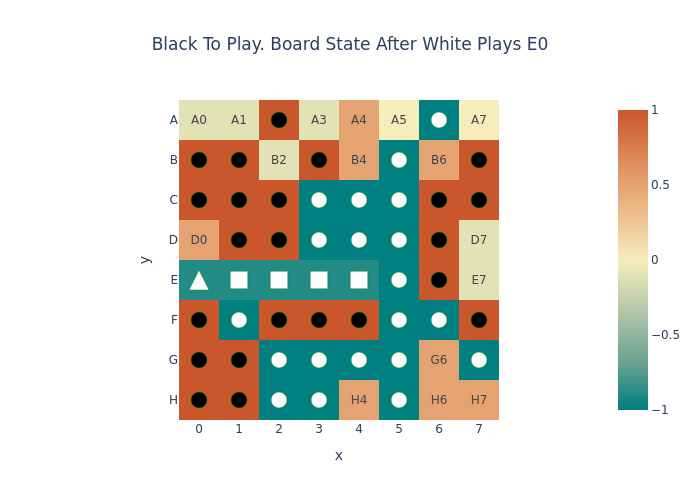 Black To Play. Board State After White Plays E0
A A0 A1 A3 A4 A5 A7
B B2 B4 B6
C
D D0 D7
E E7
F
G G6
H H4 H6 H7
0 1 2 3 4 5 6 7
x
y
1
0.5
0
−0.5
−1